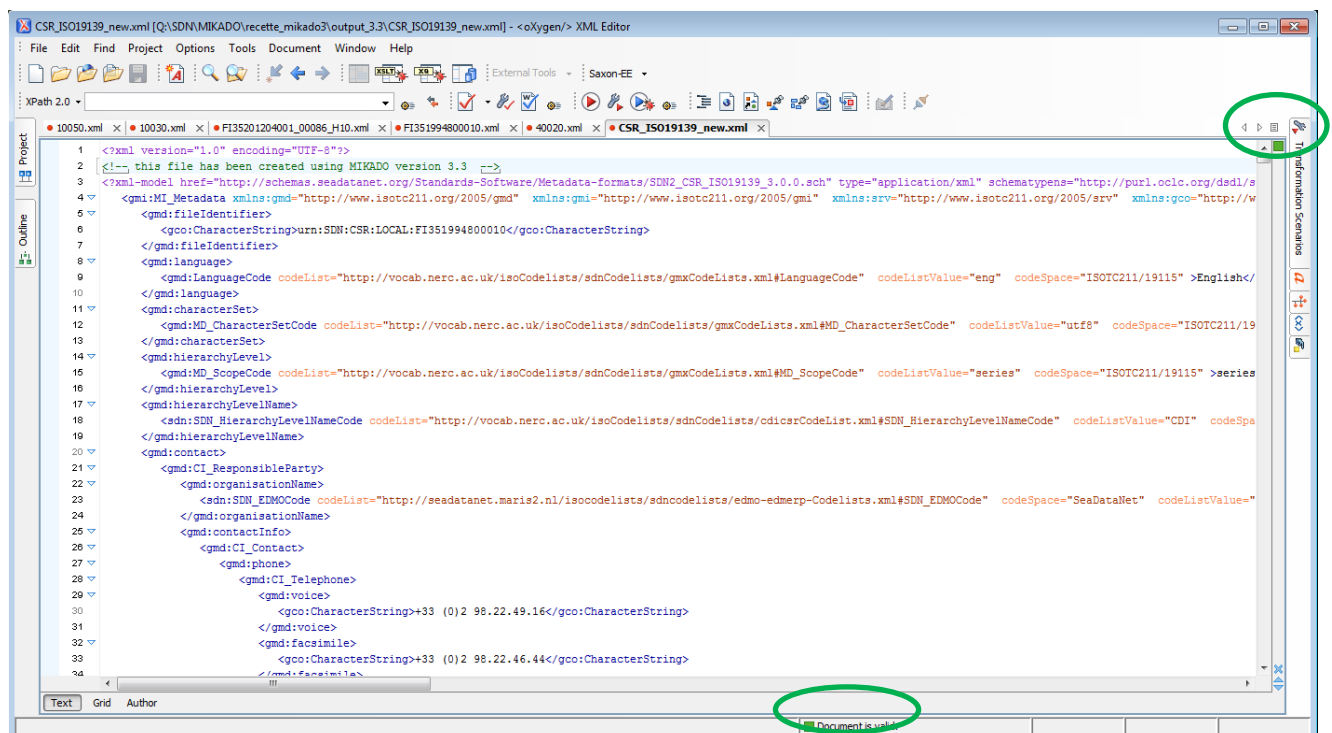 CSR_ISO19139_new.xml [Q:\SDN\MIKADO\recette_mikado3\output_3.3\CSR_ISO19139_new.xml] - <oXygen/> XML Editor
File Edit Find Project Options Tools Document Window Help
XSLT XQ External Tools Saxon-EE
XPath 2.0
10050.xml 10030.xml FI35201204001_00086_H10.xml FI351994800010.xml 40020.xml CSR_ISO19139_new.xml
Project
Outline
Transformation Scenarios
1 <?xml version="1.0" encoding="UTF-8"?>
2 <!-- this file has been created using MIKADO version 3.3 -->
3 <?xml-model href="http://schemas.seadatanet.org/Standards-Software/Metadata-formats/SDN2_CSR_ISO19139_3.0.0.sch" type="application/xml" schematypens="http://purl.oclc.org/dsdl/s
4 <gmi:MI_Metadata xmlns:gmd="http://www.isotc211.org/2005/gmd" xmlns:gmi="http://www.isotc211.org/2005/gmi" xmlns:srv="http://www.isotc211.org/2005/srv" xmlns:gco="http://w
5 <gmd:fileIdentifier>
6 <gco:CharacterString>urn:SDN:CSR:LOCAL:FI351994800010</gco:CharacterString>
7 </gmd:fileIdentifier>
8 <gmd:language>
9 <gmd:LanguageCode codeList="http://vocab.nerc.ac.uk/isoCodelists/sdnCodelists/gmxCodeLists.xml#LanguageCode" codeListValue="eng" codeSpace="ISOTC211/19115" >English</
10 </gmd:language>
11 <gmd:characterSet>
12 <gmd:MD_CharacterSetCode codeList="http://vocab.nerc.ac.uk/isoCodelists/sdnCodelists/gmxCodeLists.xml#MD_CharacterSetCode" codeListValue="utf8" codeSpace="ISOTC211/19
13 </gmd:characterSet>
14 <gmd:hierarchyLevel>
15 <gmd:MD_ScopeCode codeList="http://vocab.nerc.ac.uk/isoCodelists/sdnCodelists/gmxCodeLists.xml#MD_ScopeCode" codeListValue="series" codeSpace="ISOTC211/19115" >series
16 </gmd:hierarchyLevel>
17 <gmd:hierarchyLevelName>
18 <sdn:SDN_HierarchyLevelNameCode codeList="http://vocab.nerc.ac.uk/isoCodelists/sdnCodelists/cdicsrCodeList.xml#SDN_HierarchyLevelNameCode" codeListValue="CDI" codeSpa
19 </gmd:hierarchyLevelName>
20 <gmd:contact>
21 <gmd:CI_ResponsibleParty>
22 <gmd:organisationName>
23 <sdn:SDN_EDMOCode codeList="http://seadatanet.maris2.nl/isocodelists/sdncodelists/edmo-edmerp-Codelists.xml#SDN_EDMOCode" codeSpace="SeaDataNet" codeListValue="
24 </gmd:organisationName>
25 <gmd:contactInfo>
26 <gmd:CI_Contact>
27 <gmd:phone>
28 <gmd:CI_Telephone>
29 <gmd:voice>
30 <gco:CharacterString>+33 (0)2 98.22.49.16</gco:CharacterString>
31 </gmd:voice>
32 <gmd:facsimile>
33 <gco:CharacterString>+33 (0)2 98.22.46.44</gco:CharacterString>
34 </gmd:facsimile>
Text Grid Author
Document is valid.